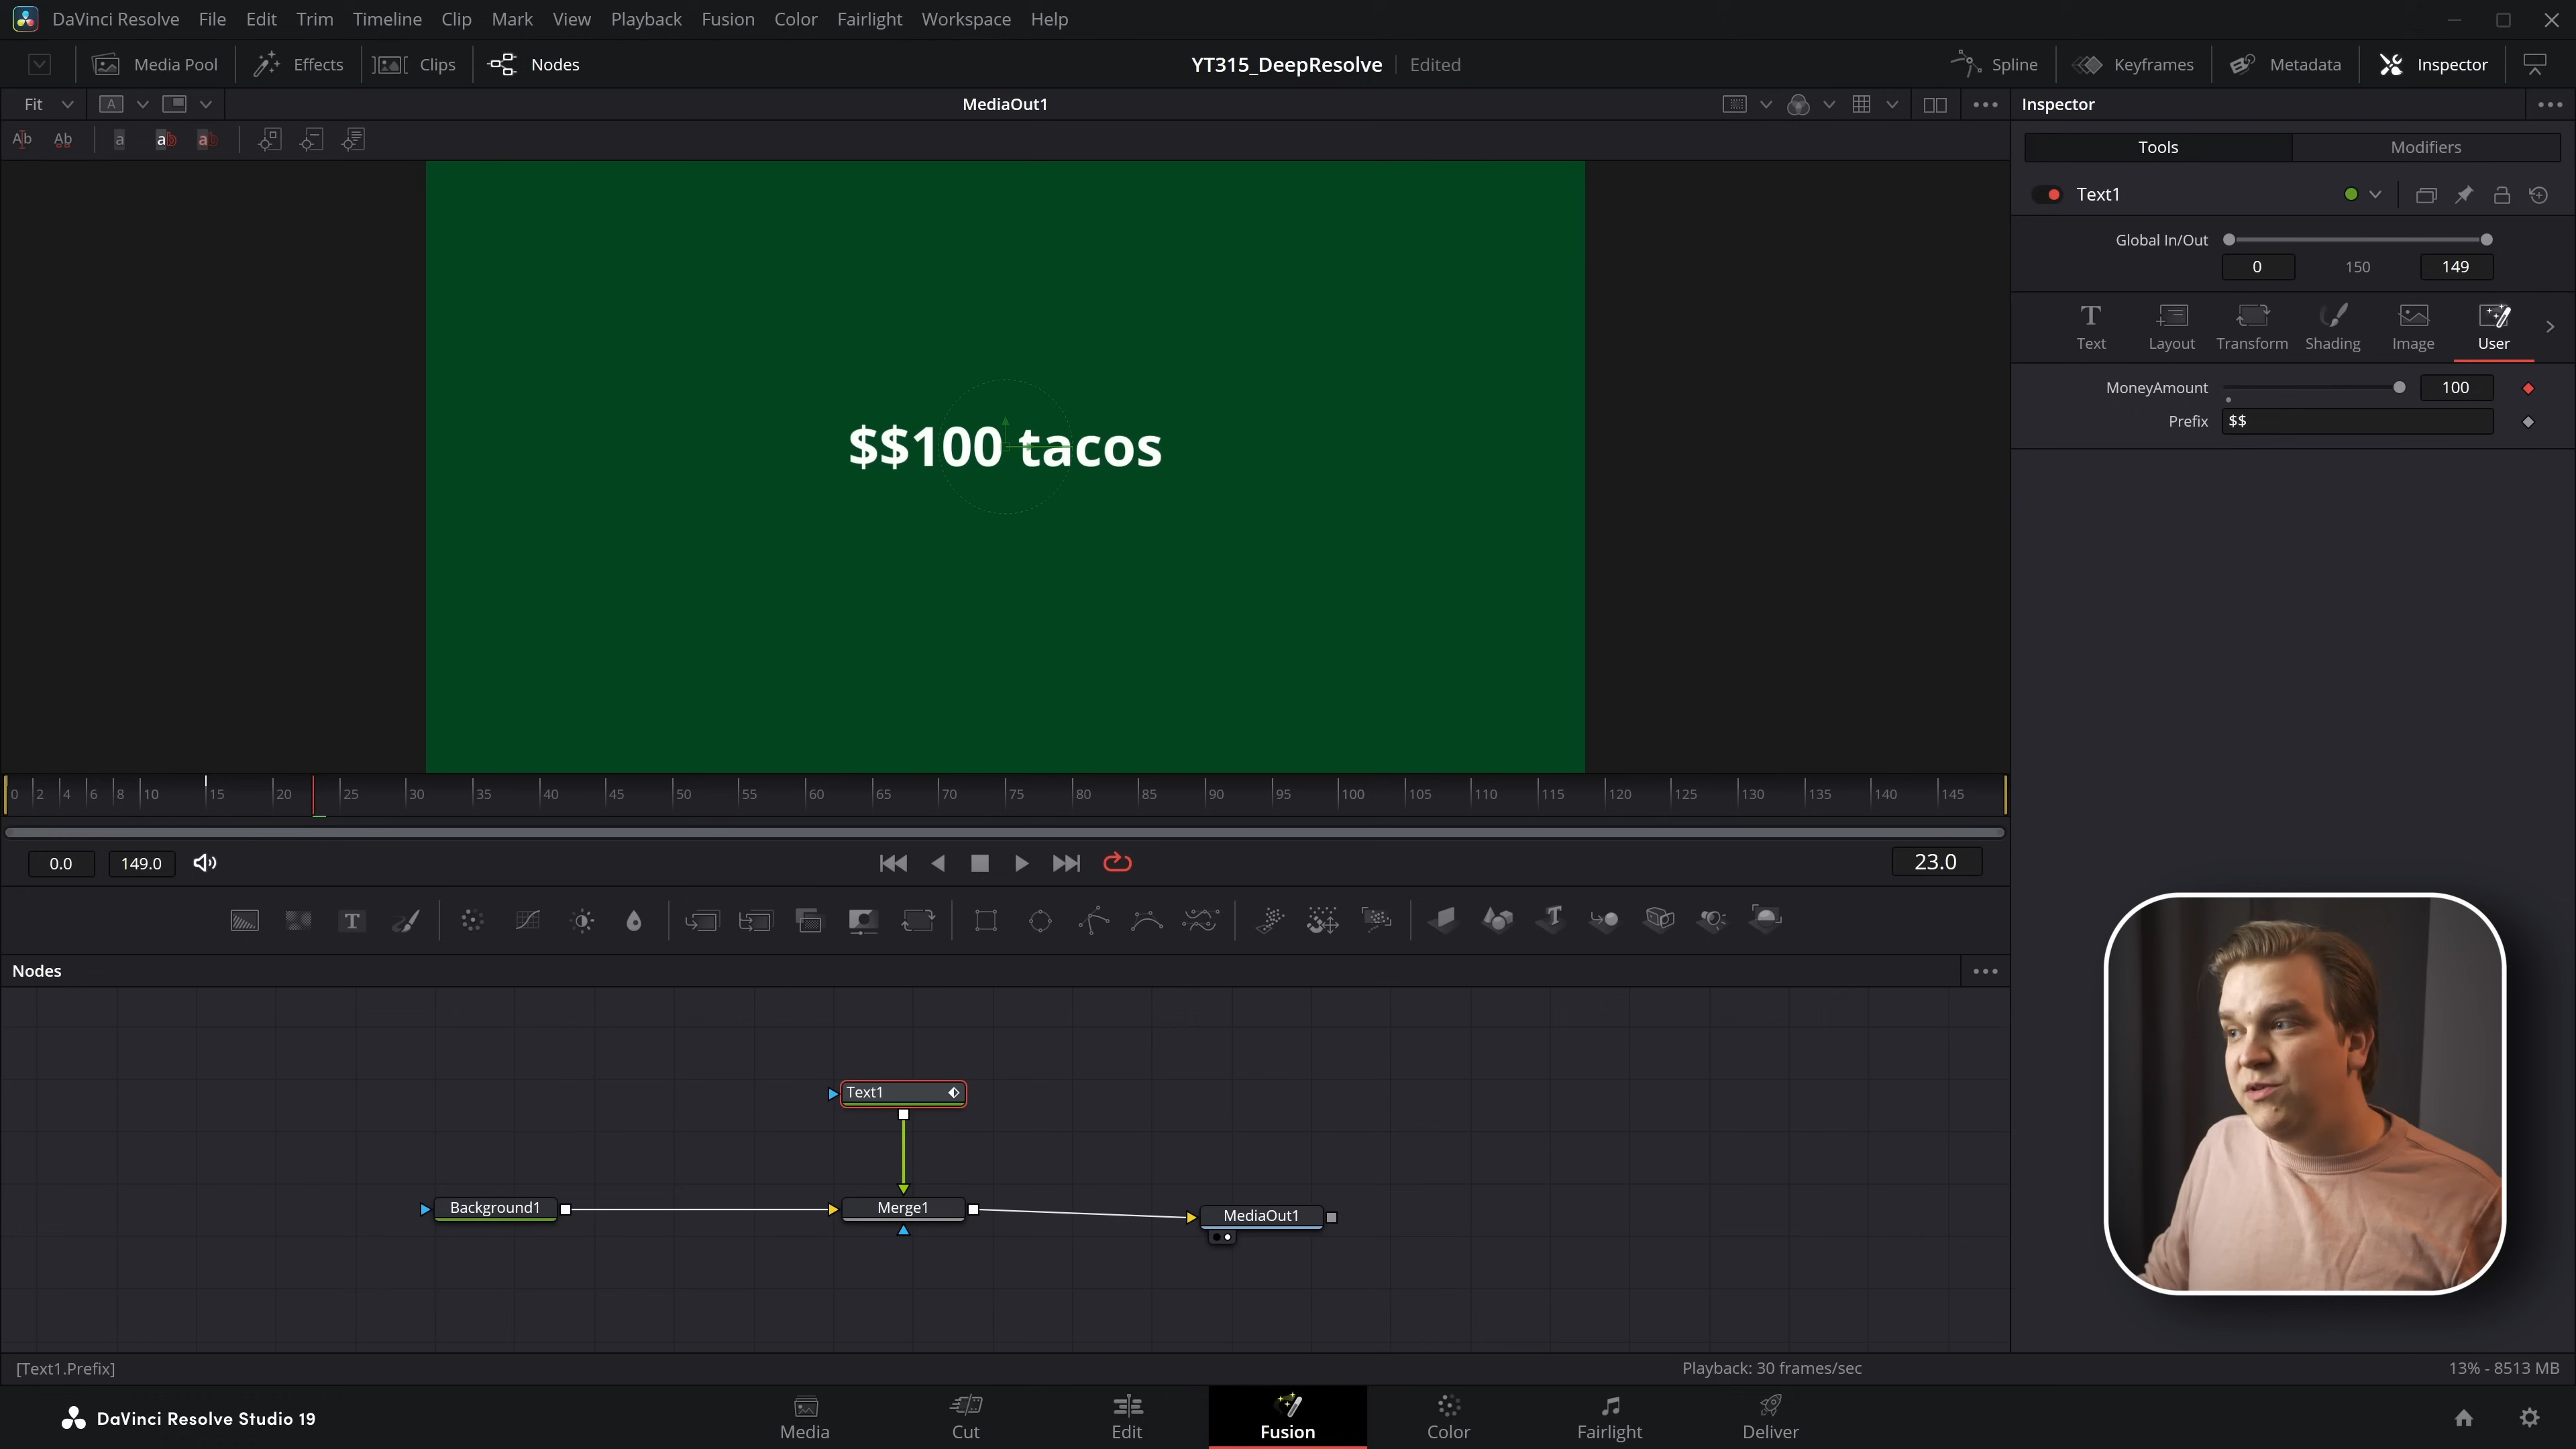 DaVinci Resolve File Edit Trim Timeline Clip Mark View Playback Fusion Color Fairlight Workspace Help
Media Pool Effects Clips Nodes YT315_DeepResolve Edited Spline Keyframes Metadata Inspector
Fit A MediaOut1 Inspector
Ab Ab a ab ab
Tools Modifiers
Text1
Global In/Out
0 150 149
T
Text Layout Transform Shading Image User
MoneyAmount 100
Prefix $$
$$100 tacos
0 2 4 6 8 10 15 20 25 30 35 40 45 50 55 60 65 70 75 80 85 90 95 100 105 110 115 120 125 130 135 140 145
0.0 149.0 23.0
T T
Nodes
Text1
Background1 Merge1 MediaOut1
[Text1.Prefix] Playback: 30 frames/sec 13% - 8513 MB
DaVinci Resolve Studio 19 Media Cut Edit Fusion Color Fairlight Deliver